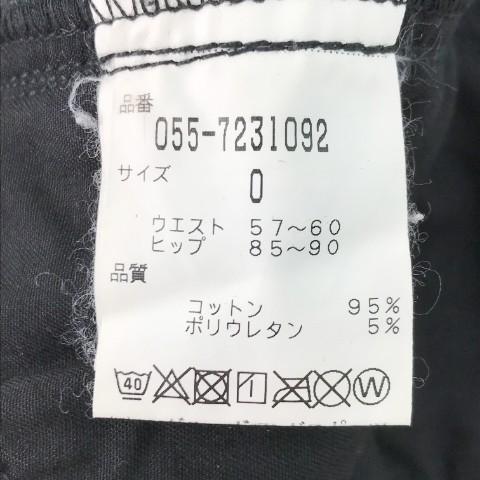 品番
055-7231092
サイズ
0
ウエスト 57～60
ヒップ 85～90
品質
コットン 95%
ポリウレタン 5%
40 1 W